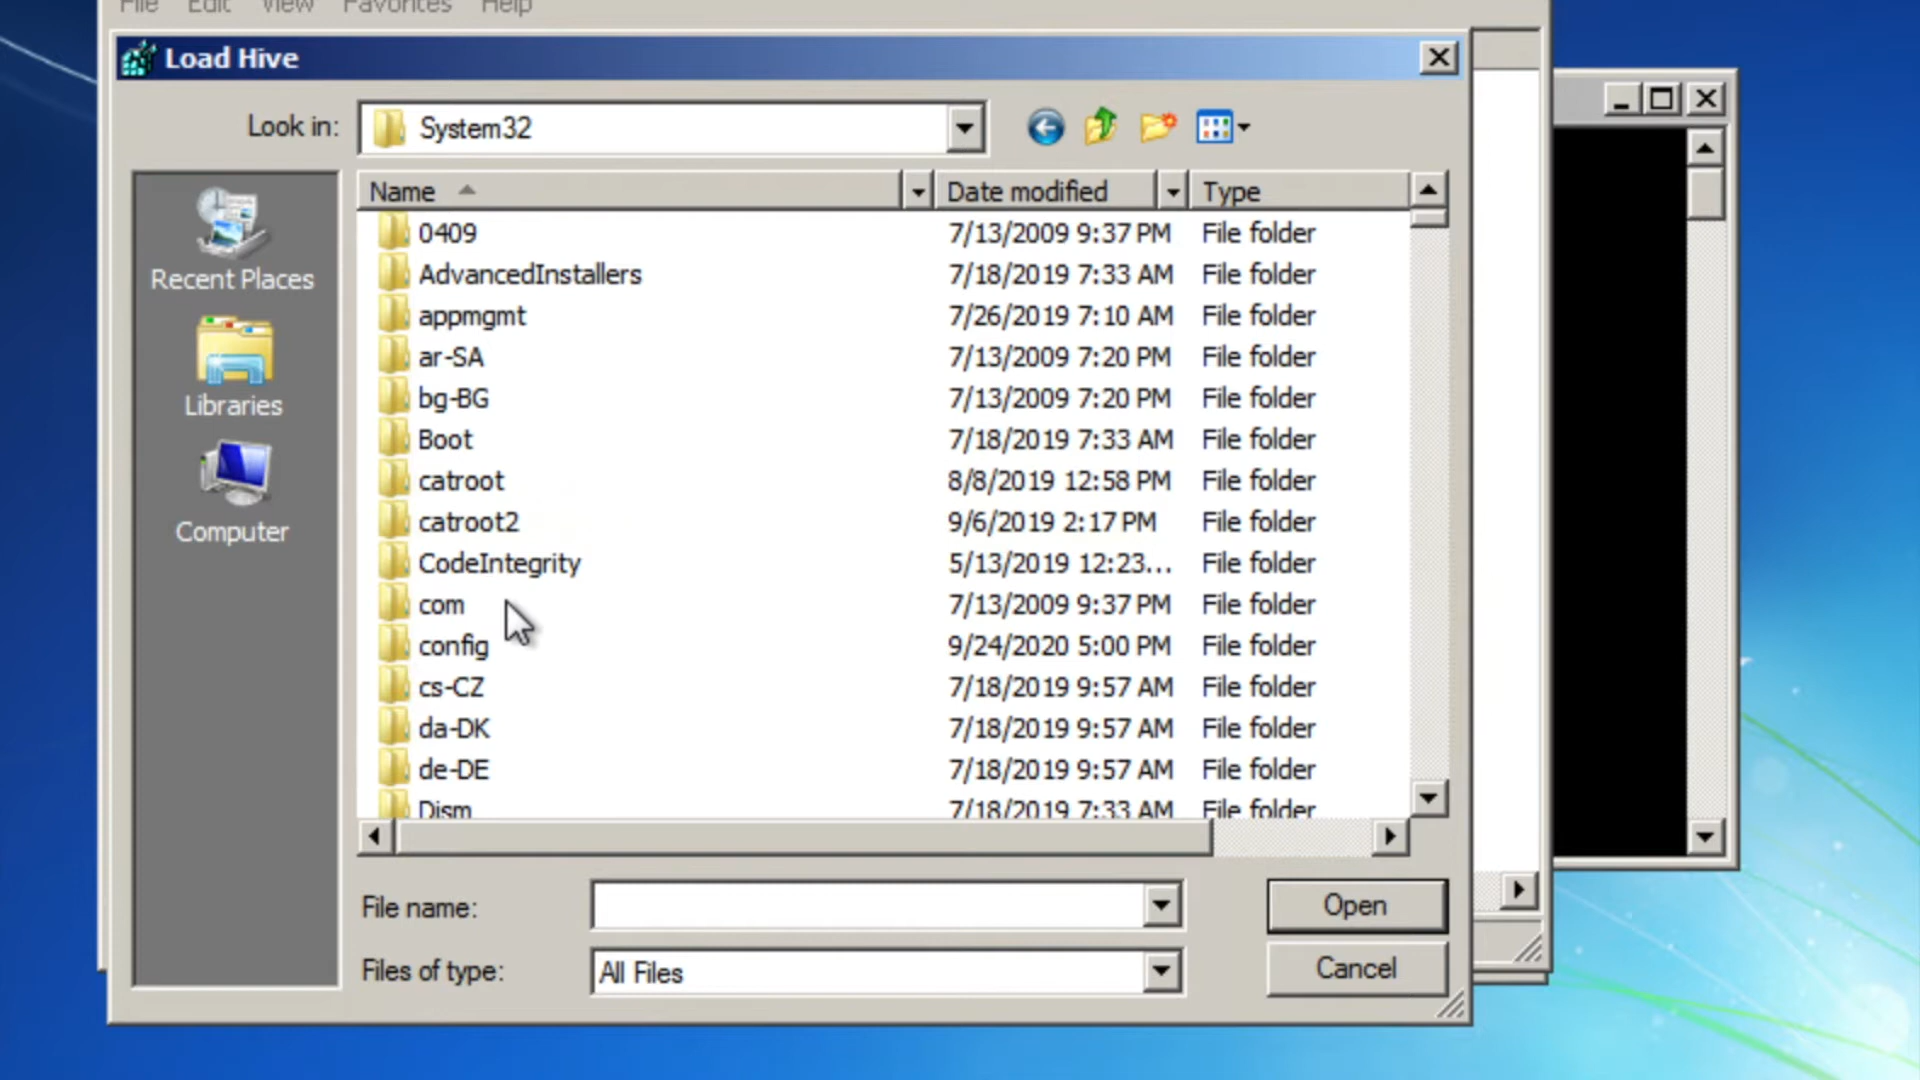 File Edit View Favorites Help
Load Hive
Look in: System32
Name Date modified Type
0409 7/13/2009 9:37 PM File folder
AdvancedInstallers 7/18/2019 7:33 AM File folder
appmgmt 7/26/2019 7:10 AM File folder
ar-SA 7/13/2009 7:20 PM File folder
bg-BG 7/13/2009 7:20 PM File folder
Boot 7/18/2019 7:33 AM File folder
catroot 8/8/2019 12:58 PM File folder
catroot2 9/6/2019 2:17 PM File folder
CodeIntegrity 5/13/2019 12:23... File folder
com 7/13/2009 9:37 PM File folder
config 9/24/2020 5:00 PM File folder
cs-CZ 7/18/2019 9:57 AM File folder
da-DK 7/18/2019 9:57 AM File folder
de-DE 7/18/2019 9:57 AM File folder
Dism 7/18/2019 7:33 AM File folder
Recent Places
Libraries
Computer
File name:
Open
Files of type: All Files
Cancel